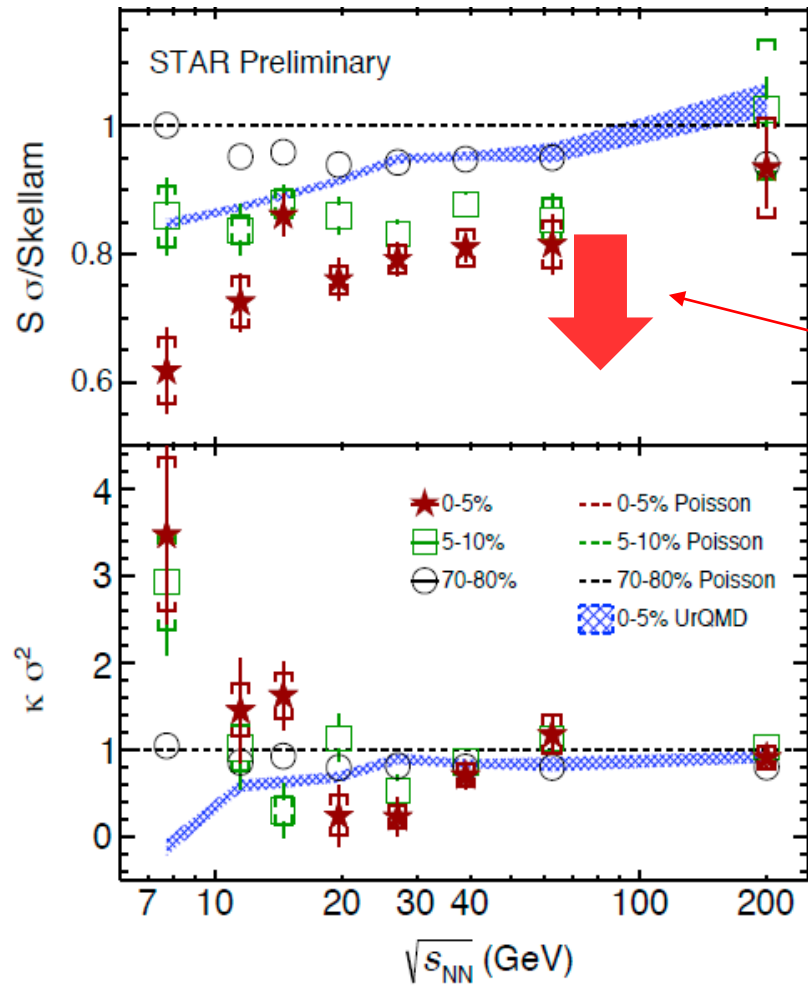 STAR Preliminary
S σ/Skellam
1
0.8
0.6
κ σ²
4
3
2
1
0
0-5%
0-5% Poisson
5-10%
5-10% Poisson
70-80%
70-80% Poisson
0-5% UrQMD
7 10 20 30 40 100 200
√s_NN (GeV)